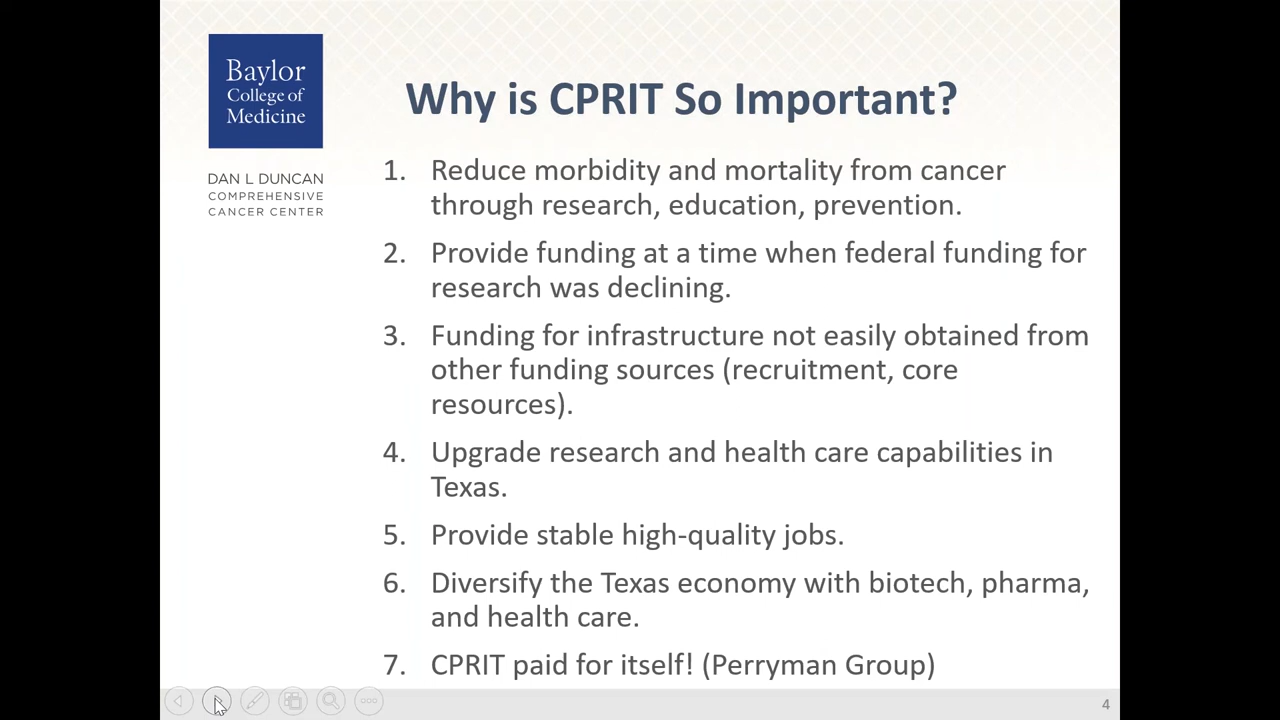 Baylor
College of
Medicine
DAN L DUNCAN
COMPREHENSIVE
CANCER CENTER
Why is CPRIT So Important?
1. Reduce morbidity and mortality from cancer
through research, education, prevention.
2. Provide funding at a time when federal funding for
research was declining.
3. Funding for infrastructure not easily obtained from
other funding sources (recruitment, core
resources).
4. Upgrade research and health care capabilities in
Texas.
5. Provide stable high-quality jobs.
6. Diversify the Texas economy with biotech, pharma,
and health care.
7. CPRIT paid for itself! (Perryman Group)
4